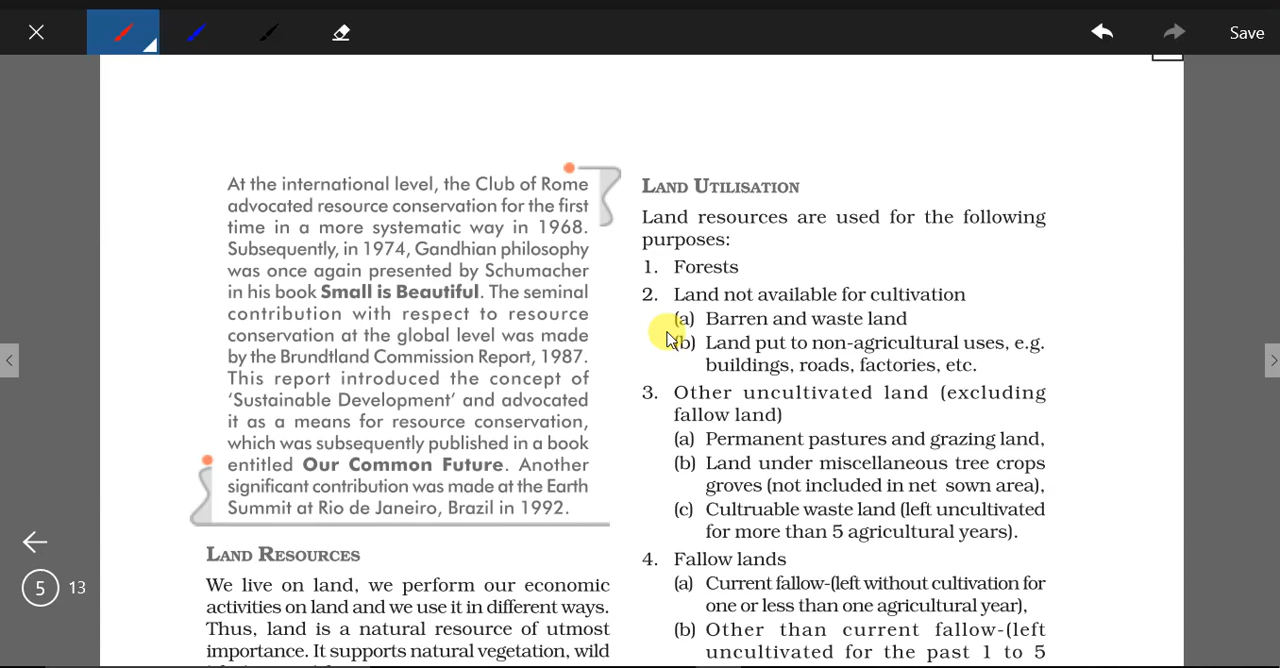 Save
At the international level, the Club of Rome
advocated resource conservation for the first
time in a more systematic way in 1968.
Subsequently, in 1974, Gandhian philosophy
was once again presented by Schumacher
in his book Small is Beautiful. The seminal
contribution with respect to resource
conservation at the global level was made
by the Brundtland Commission Report, 1987.
This report introduced the concept of
‘Sustainable Development’ and advocated
it as a means for resource conservation,
which was subsequently published in a book
entitled Our Common Future. Another
significant contribution was made at the Earth
Summit at Rio de Janeiro, Brazil in 1992.
LAND RESOURCES
We live on land, we perform our economic
activities on land and we use it in different ways.
Thus, land is a natural resource of utmost
importance. It supports natural vegetation, wild
LAND UTILISATION
Land resources are used for the following
purposes:
1. Forests
2. Land not available for cultivation
(a) Barren and waste land
(b) Land put to non-agricultural uses, e.g.
buildings, roads, factories, etc.
3. Other uncultivated land (excluding
fallow land)
(a) Permanent pastures and grazing land,
(b) Land under miscellaneous tree crops
groves (not included in net sown area),
(c) Cultruable waste land (left uncultivated
for more than 5 agricultural years).
4. Fallow lands
(a) Current fallow-(left without cultivation for
one or less than one agricultural year),
(b) Other than current fallow-(left
uncultivated for the past 1 to 5
5 13